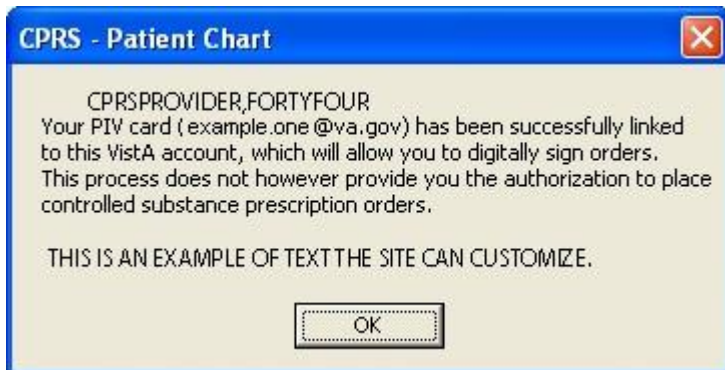 CPRS - Patient Chart
CPRSPROVIDER,FORTYFOUR
Your PIV card (example.one@va.gov) has been successfully linked
to this VistA account, which will allow you to digitally sign orders.
This process does not however provide you the authorization to place
controlled substance prescription orders.
THIS IS AN EXAMPLE OF TEXT THE SITE CAN CUSTOMIZE.
OK